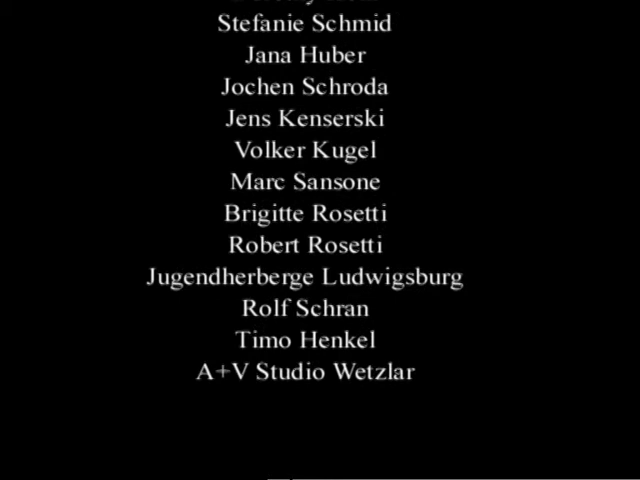 Stefanie Schmid
Jana Huber
Jochen Schroda
Jens Kenserski
Volker Kugel
Marc Sansone
Brigitte Rosetti
Robert Rosetti
Jugendherberge Ludwigsburg
Rolf Schran
Timo Henkel
A+V Studio Wetzlar